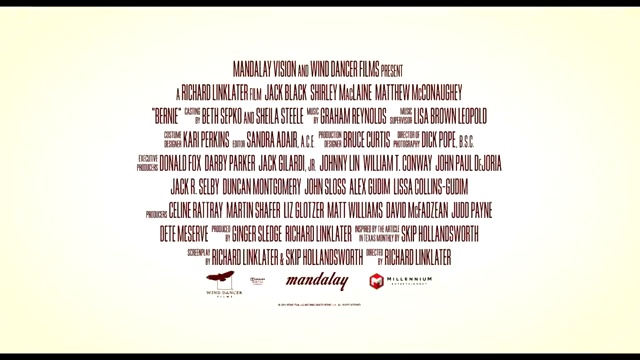 MANDALAY VISION AND WIND DANCER FILMS PRESENT
A RICHARD LINKLATER FILM JACK BLACK SHIRLEY MACLAINE MATTHEW McCONAUGHEY
"BERNIE" CASTING BY BETH SEPKO AND SHEILA STEELE MUSIC BY GRAHAM REYNOLDS MUSIC SUPERVISOR LISA BROWN LEOPOLD
COSTUME DESIGNER KARI PERKINS EDITOR SANDRA ADAIR, A.C.E. PRODUCTION DESIGNER BRUCE CURTIS DIRECTOR OF PHOTOGRAPHY DICK POPE, B.S.C.
EXECUTIVE PRODUCERS DONALD FOX DARBY PARKER JACK GILARDI, JR. JOHNNY LIN WILLIAM T. CONWAY JOHN PAUL DEJORIA
JACK R. SELBY DUNCAN MONTGOMERY JOHN SLOSS ALEX GUDIM LISSA COLLINS-GUDIM
PRODUCERS CELINE RATTRAY MARTIN SHAFER LIZ GLOTZER MATT WILLIAMS DAVID McFADZEAN JUDD PAYNE
DETE MESERVE PRODUCED BY GINGER SLEDGE RICHARD LINKLATER INSPIRED BY THE ARTICLE IN TEXAS MONTHLY BY SKIP HOLLANDSWORTH
SCREENPLAY BY RICHARD LINKLATER & SKIP HOLLANDSWORTH DIRECTED BY RICHARD LINKLATER
WIND DANCER FILMS mandalay MILLENNIUM ENTERTAINMENT